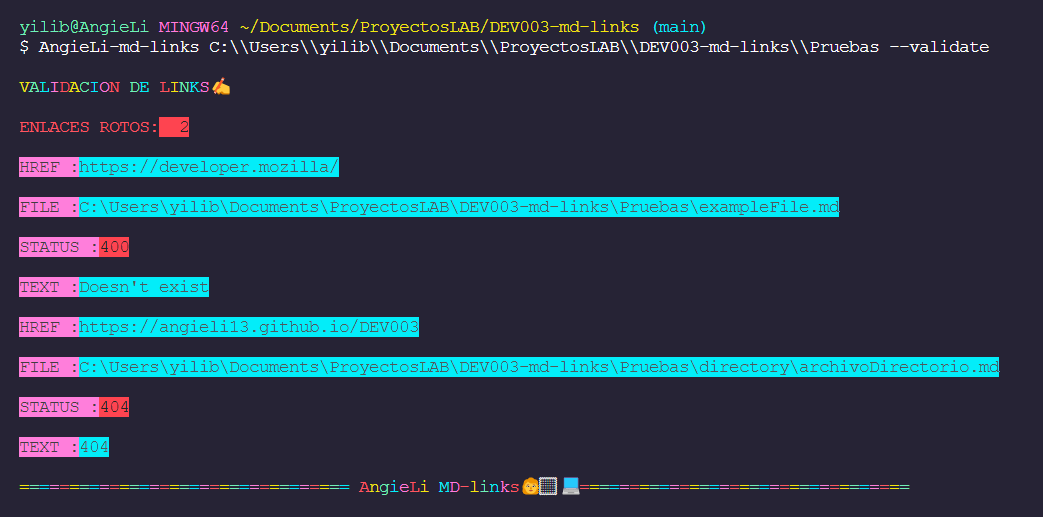 yilib@AngieLi MINGW64 ~/Documents/ProyectosLAB/DEV003-md-links (main)
$ AngieLi-md-links C:\\Users\\yilib\\Documents\\ProyectosLAB\\DEV003-md-links\\Pruebas --validate
VALIDACION DE LINKS✍
ENLACES ROTOS:  2
HREF :https://developer.mozilla/
FILE :C:\Users\yilib\Documents\ProyectosLAB\DEV003-md-links\Pruebas\exampleFile.md
STATUS :400
TEXT :Doesn't exist
HREF :https://angieli13.github.io/DEV003
FILE :C:\Users\yilib\Documents\ProyectosLAB\DEV003-md-links\Pruebas\directory\archivoDirectorio.md
STATUS :404
TEXT :404
================================= AngieLi MD-links👩‍💻=================================